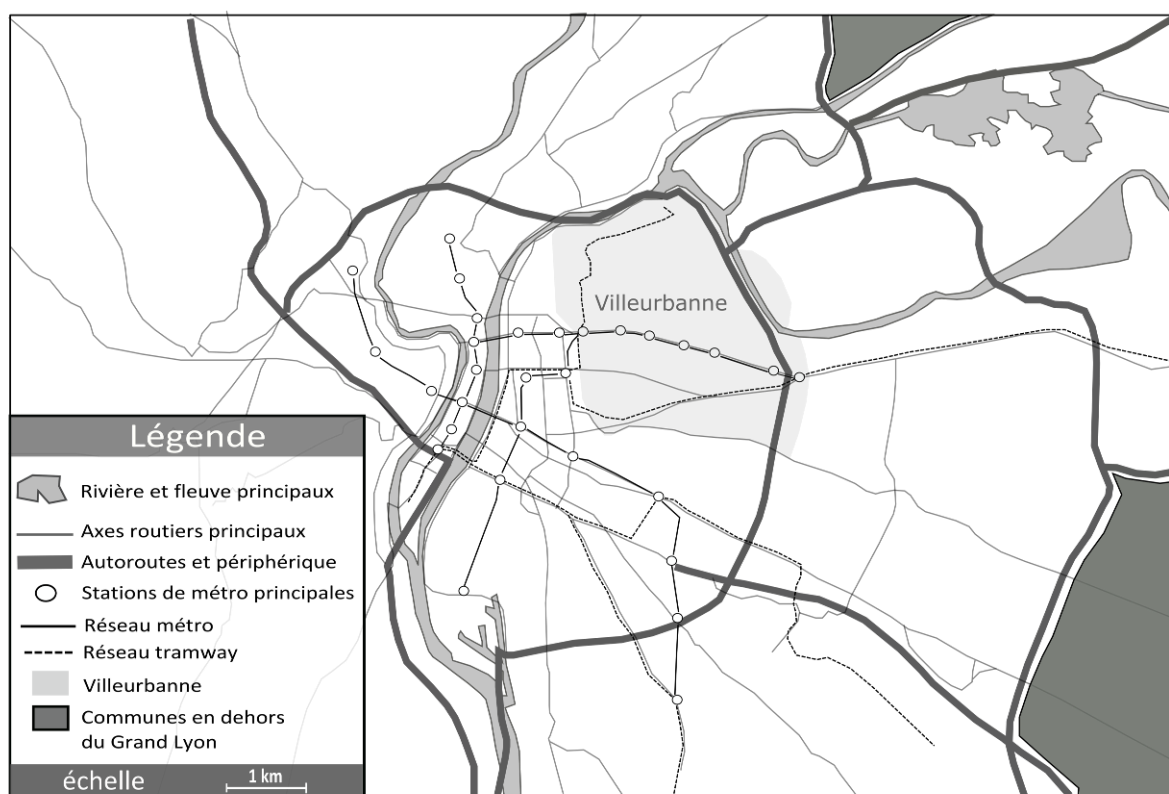 Villeurbanne
Légende
Rivière et fleuve principaux
Axes routiers principaux
Autoroutes et périphérique
Stations de métro principales
Réseau métro
Réseau tramway
Villeurbanne
Communes en dehors
du Grand Lyon
échelle
1 km